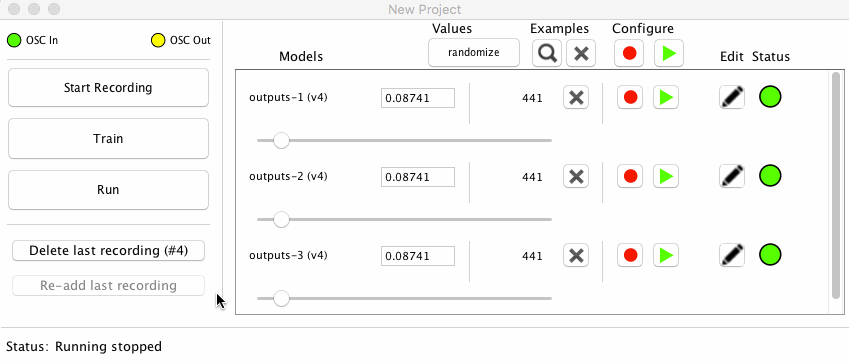 New Project
OSC In OSC Out
Start Recording
Train
Run
Delete last recording (#4)
Re-add last recording
Values Examples Configure
randomize
Models Edit Status
outputs-1 (v4) 0.08741 441
outputs-2 (v4) 0.08741 441
outputs-3 (v4) 0.08741 441
Status: Running stopped